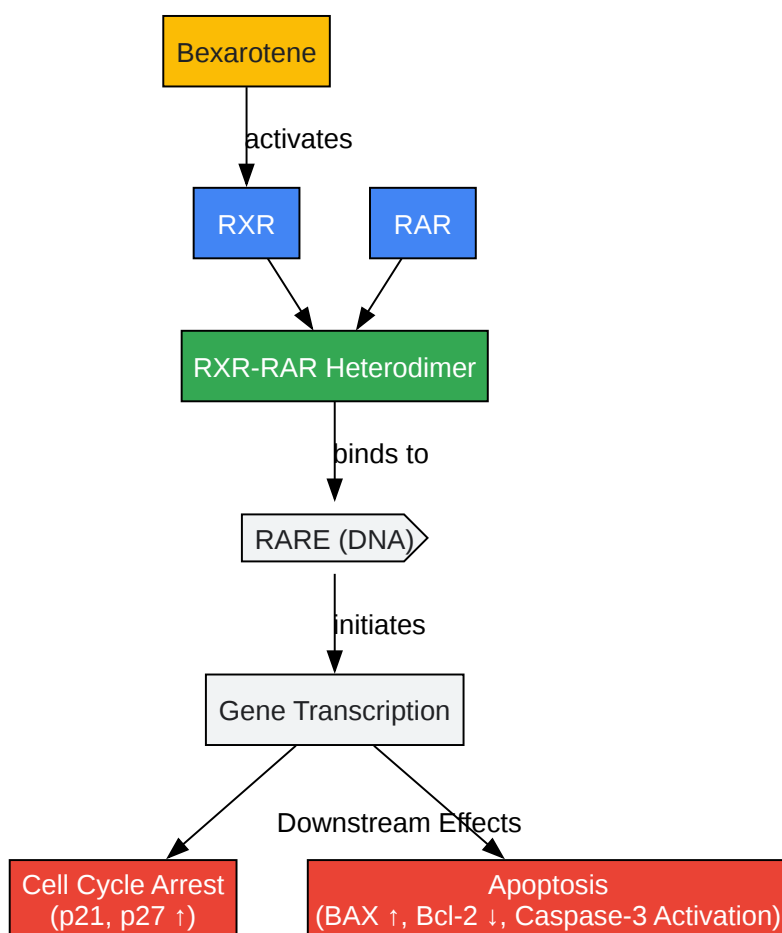 Bexarotene
activates
RXR
RAR
RXR-RAR Heterodimer
binds to
RARE (DNA)
initiates
Gene Transcription
Downstream Effects
Cell Cycle Arrest
(p21, p27 ↑)
Apoptosis
(BAX ↑, Bcl-2 ↓, Caspase-3 Activation)